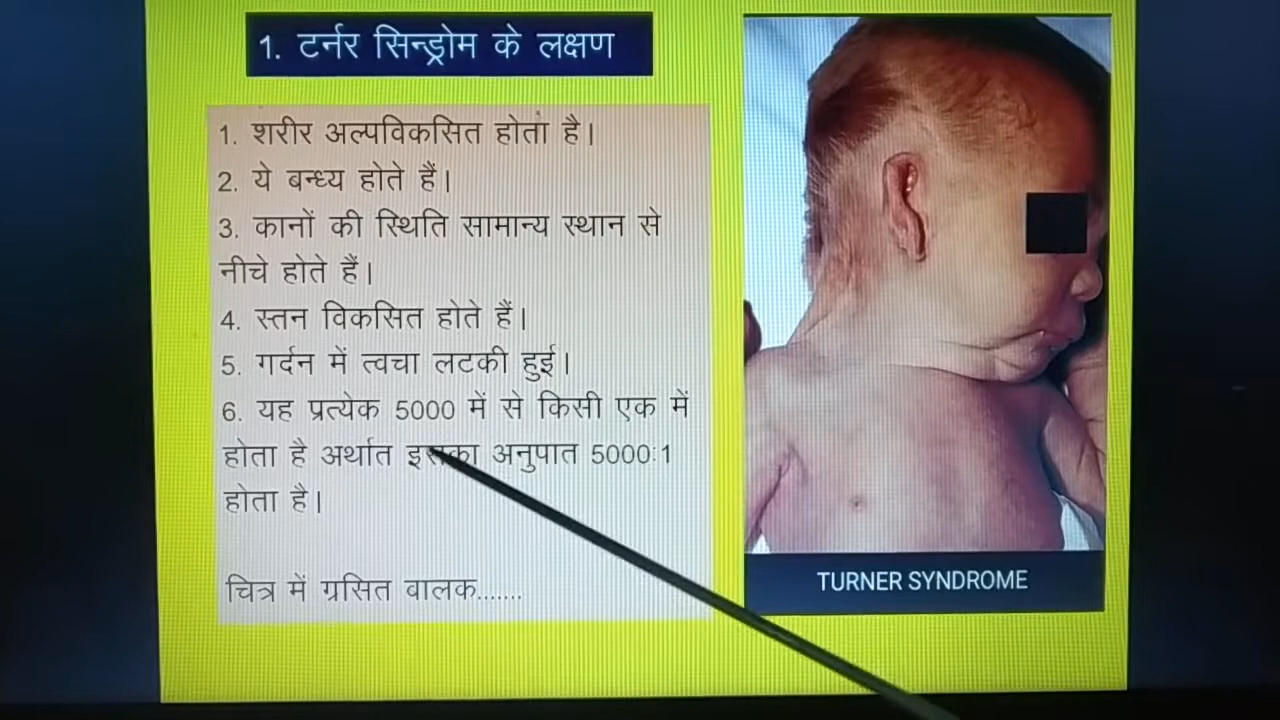 1. टर्नर सिन्ड्रोम के लक्षण
1. शरीर अल्पविकसित होता है।
2. ये बन्ध्य होते हैं।
3. कानों की स्थिति सामान्य स्थान से
नीचे होते हैं।
4. स्तन विकसित होते हैं।
5. गर्दन में त्वचा लटकी हुई।
6. यह प्रत्येक 5000 में से किसी एक में
होता है अर्थात इसका अनुपात 5000:1
होता है।
चित्र में ग्रसित वालक.......
TURNER SYNDROME